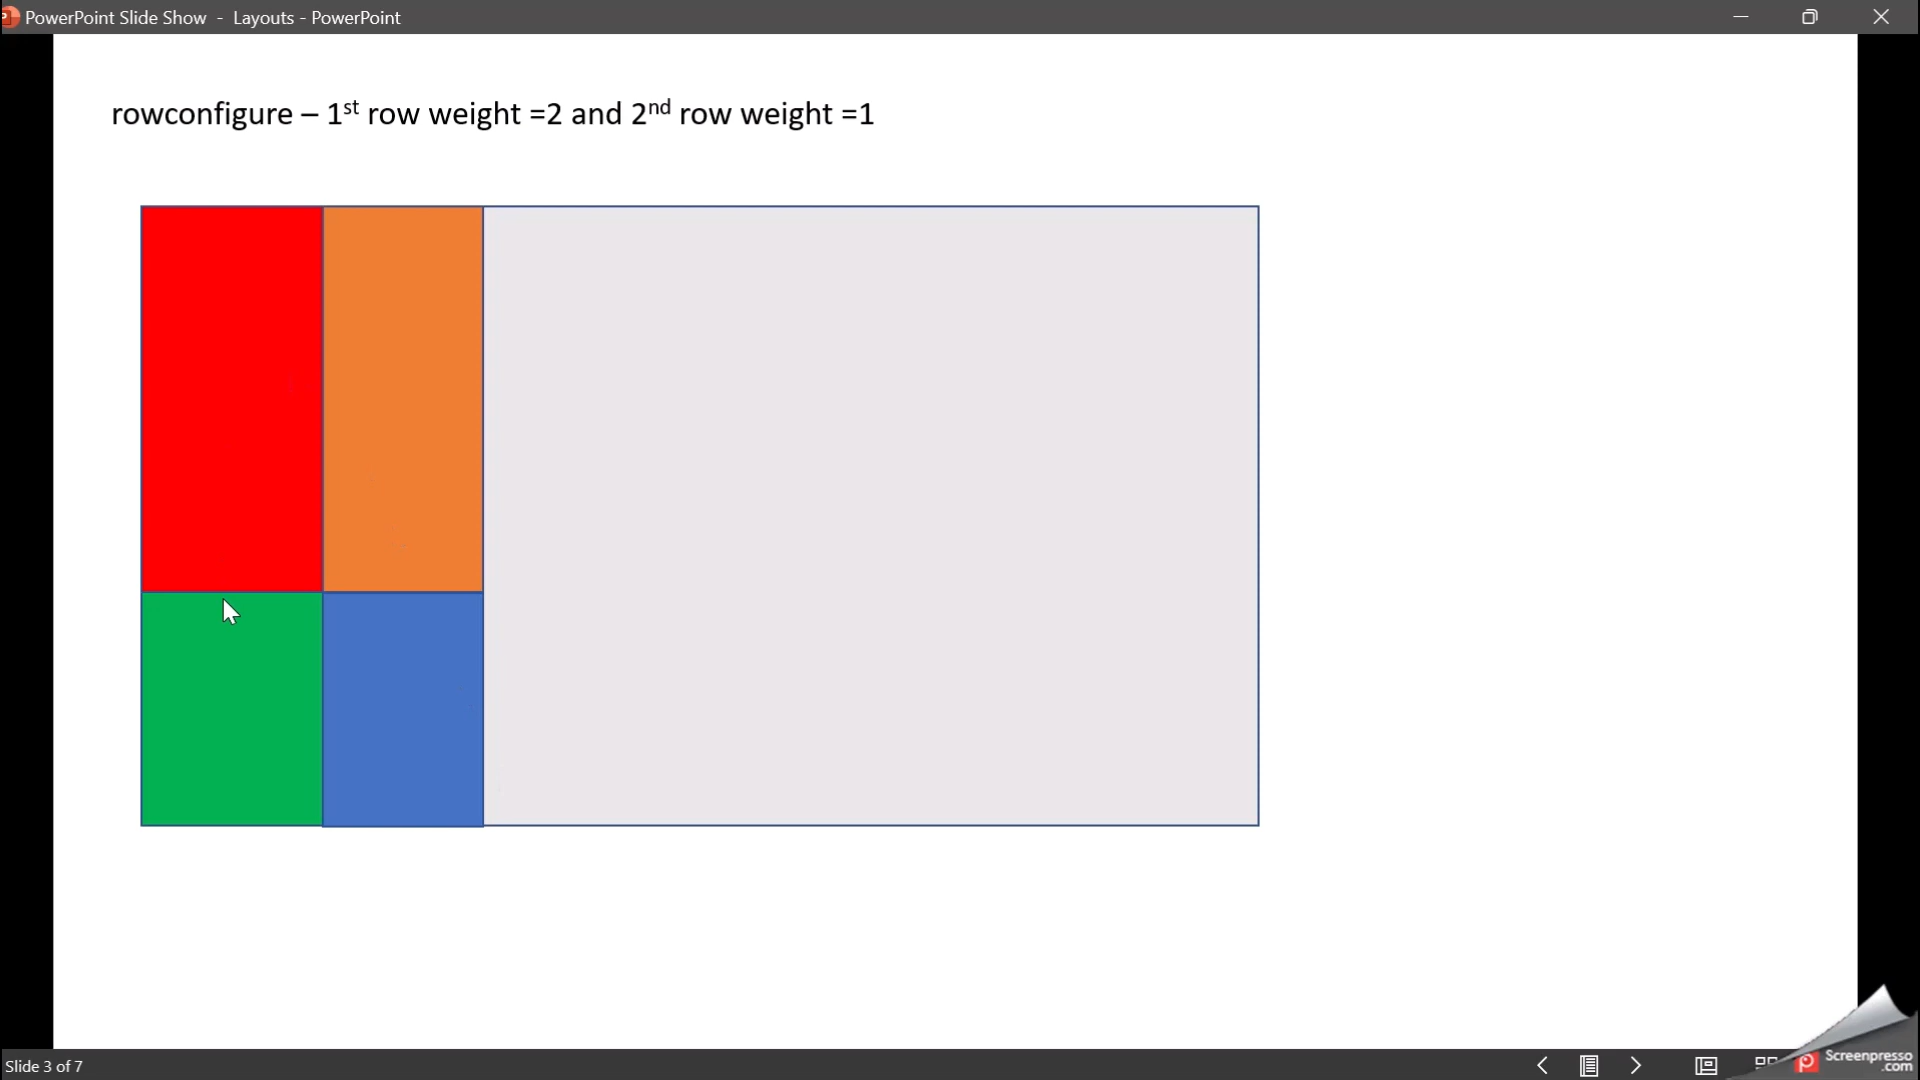 PowerPoint Slide Show - Layouts - PowerPoint
rowconfigure – 1st row weight =2 and 2nd row weight =1
Slide 3 of 7
Screenpresso
.com